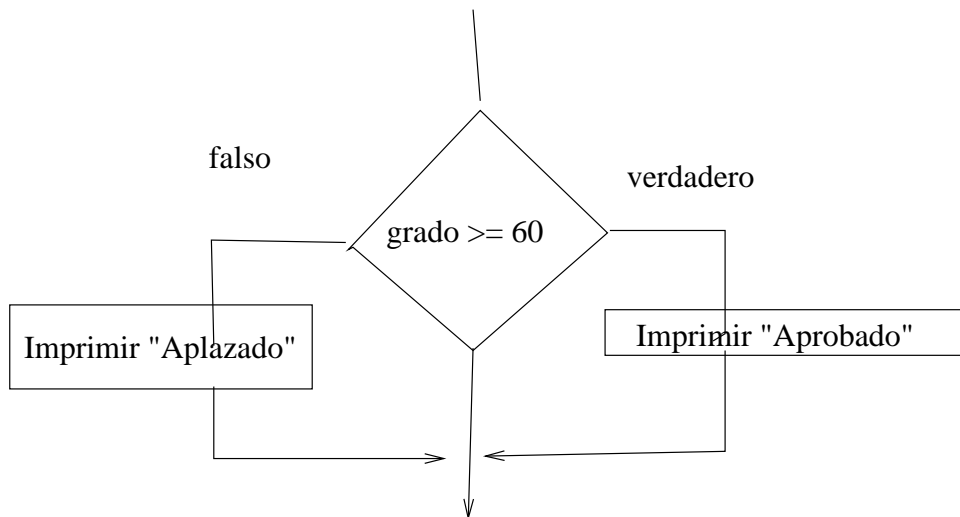 falso
verdadero
grado >= 60
Imprimir "Aplazado"
Imprimir "Aprobado"